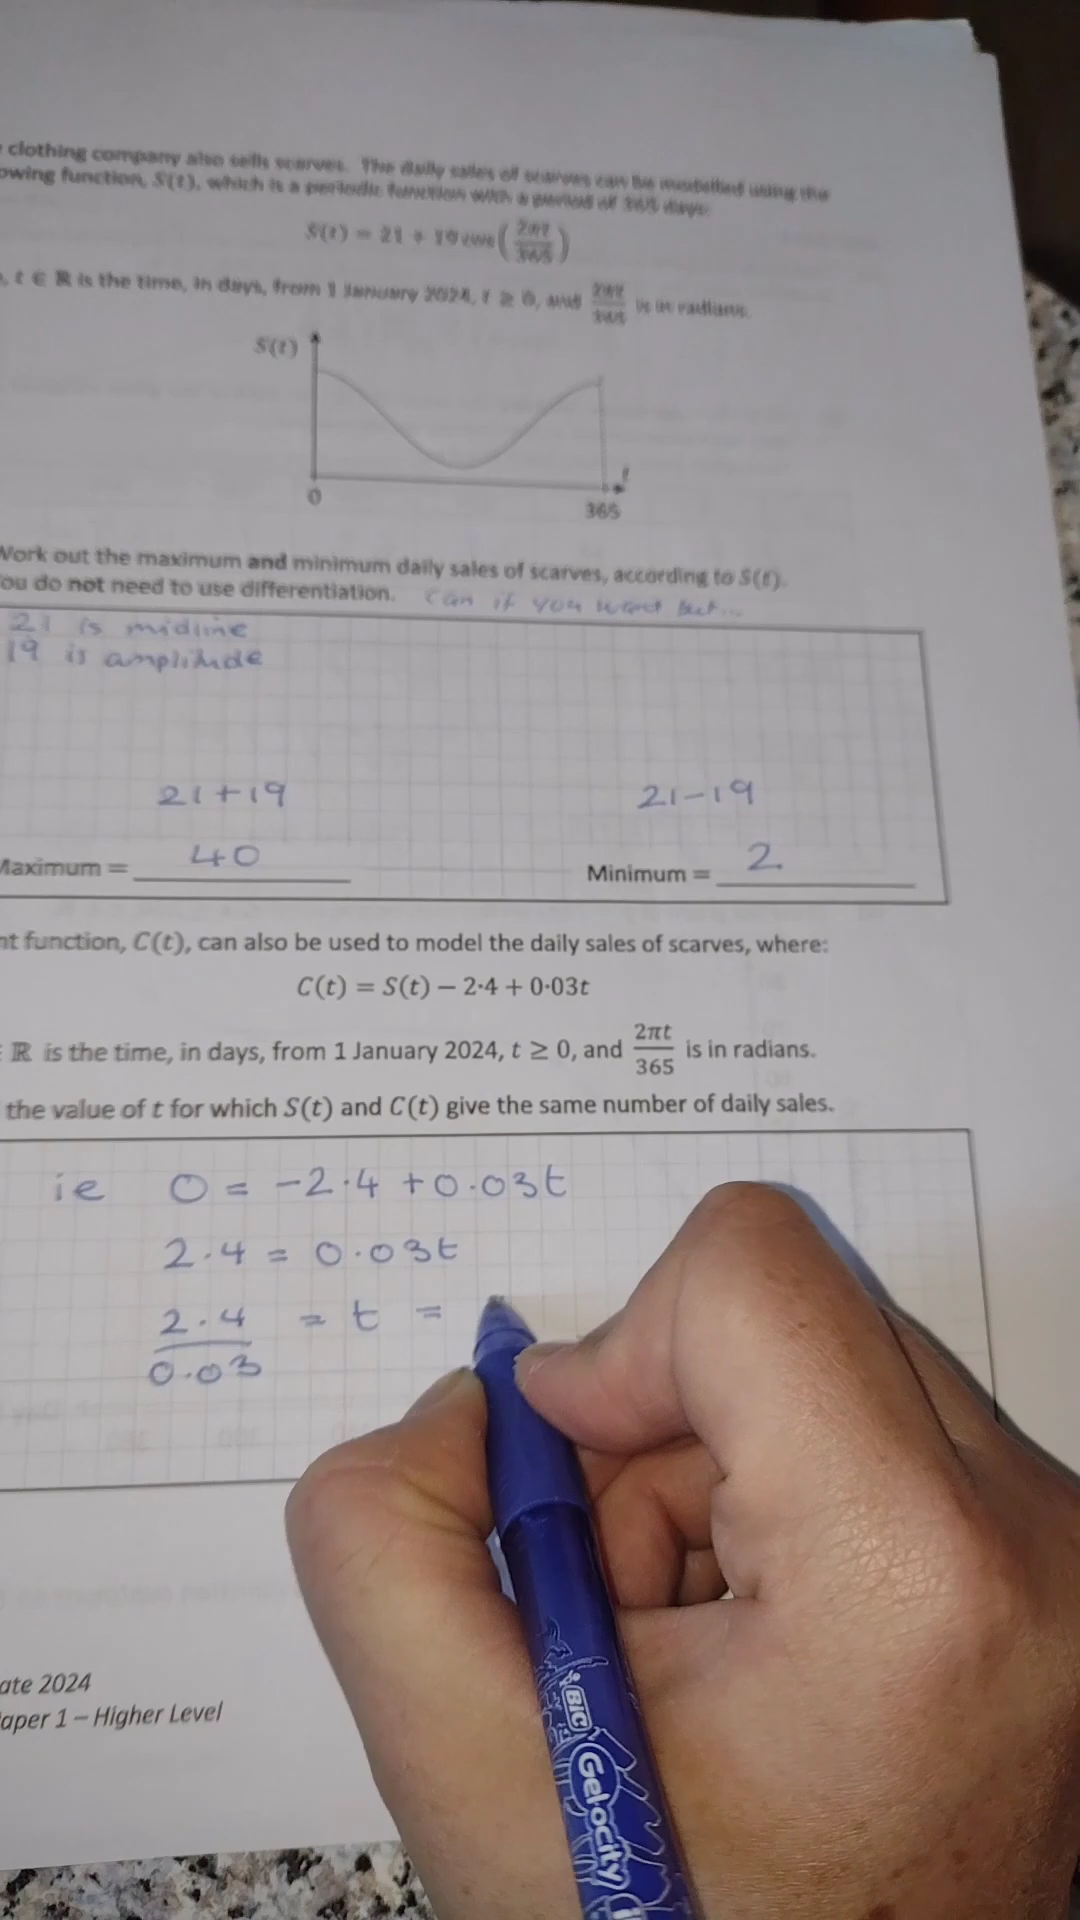 clothing company also sells scarves. The daily sales of scarves can be modelled using the
owing function, S(t), which is a periodic function with a period of 365 days:
S(t) = 21 + 19 cos(2πt/365)
, t ∈ ℝ is the time, in days, from 1 January 2024, t ≥ 0, and 2πt/365 is in radians.
S(t)
t
0
365
Work out the maximum and minimum daily sales of scarves, according to S(t).
ou do not need to use differentiation. can if you want but...
21 is midline
19 is amplitude
21+19
21-19
Maximum = 40
Minimum = 2.
nt function, C(t), can also be used to model the daily sales of scarves, where:
C(t) = S(t) − 2·4 + 0·03t
∈ ℝ is the time, in days, from 1 January 2024, t ≥ 0, and 2πt/365 is in radians.
the value of t for which S(t) and C(t) give the same number of daily sales.
ie 0 = -2.4 + 0.03t
2.4 = 0.03t
2.4/0.03 = t =
ate 2024
aper 1 – Higher Level
BIC Gelocity